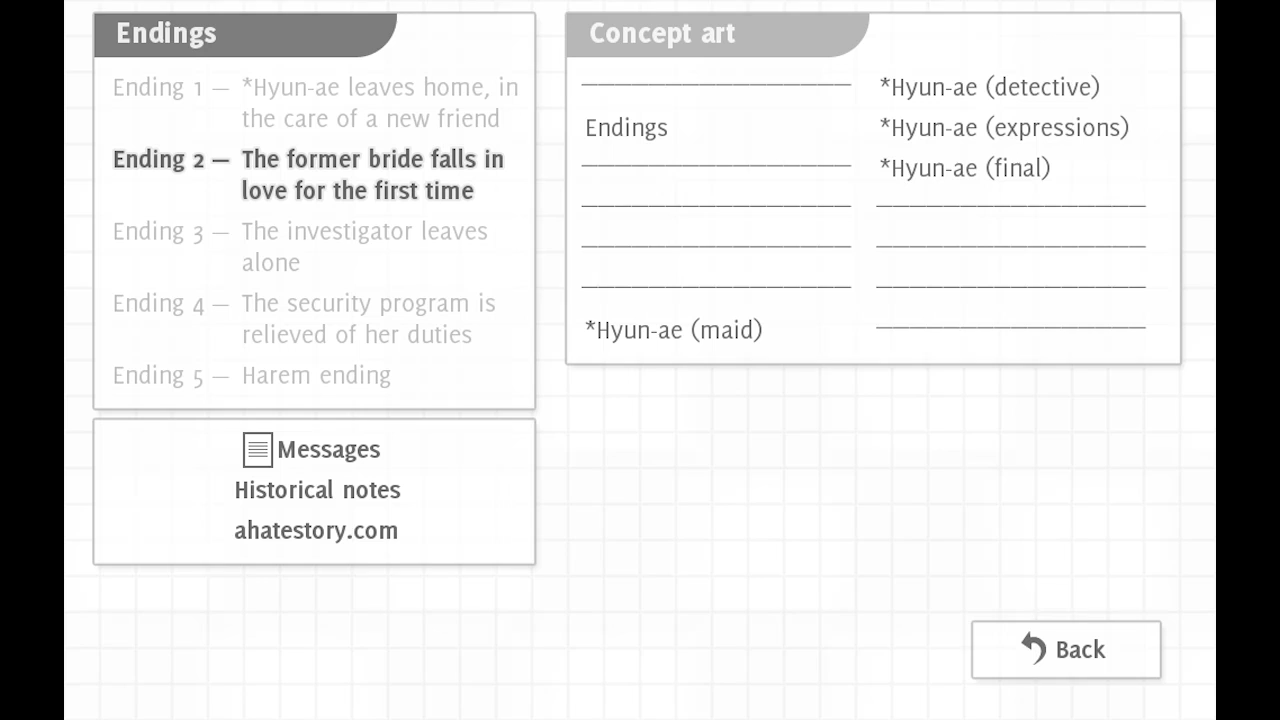 Endings
Ending 1 — *Hyun-ae leaves home, in
the care of a new friend
Ending 2 — The former bride falls in
love for the first time
Ending 3 — The investigator leaves
alone
Ending 4 — The security program is
relieved of her duties
Ending 5 — Harem ending
Messages
Historical notes
ahatestory.com
Concept art
Endings
*Hyun-ae (maid)
*Hyun-ae (detective)
*Hyun-ae (expressions)
*Hyun-ae (final)
Back